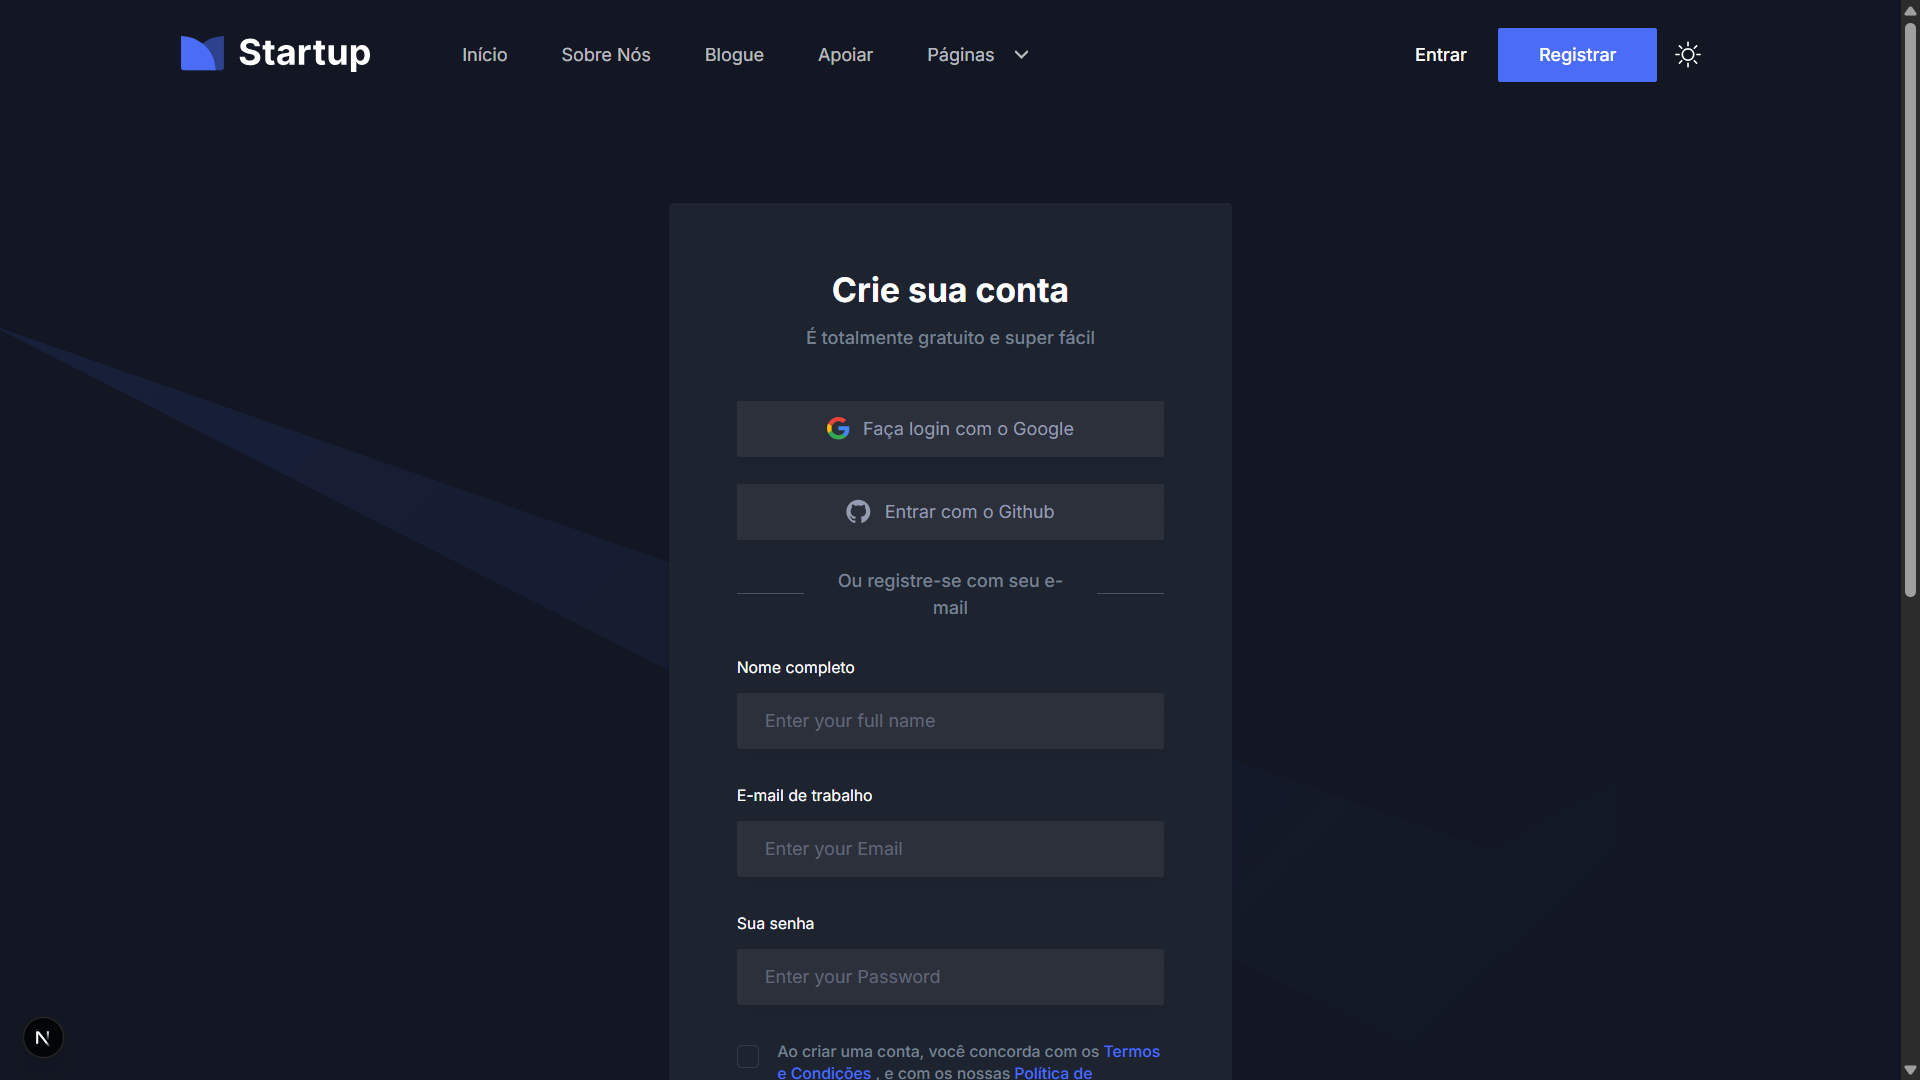 Startup
Início
Sobre Nós
Blogue
Apoiar
Páginas
Entrar
Registrar
Crie sua conta
É totalmente gratuito e super fácil
Faça login com o Google
Entrar com o Github
Ou registre-se com seu e-
mail
Nome completo
Enter your full name
E-mail de trabalho
Enter your Email
Sua senha
Enter your Password
Ao criar uma conta, você concorda com os Termos
e Condições , e com os nossas Política de
N